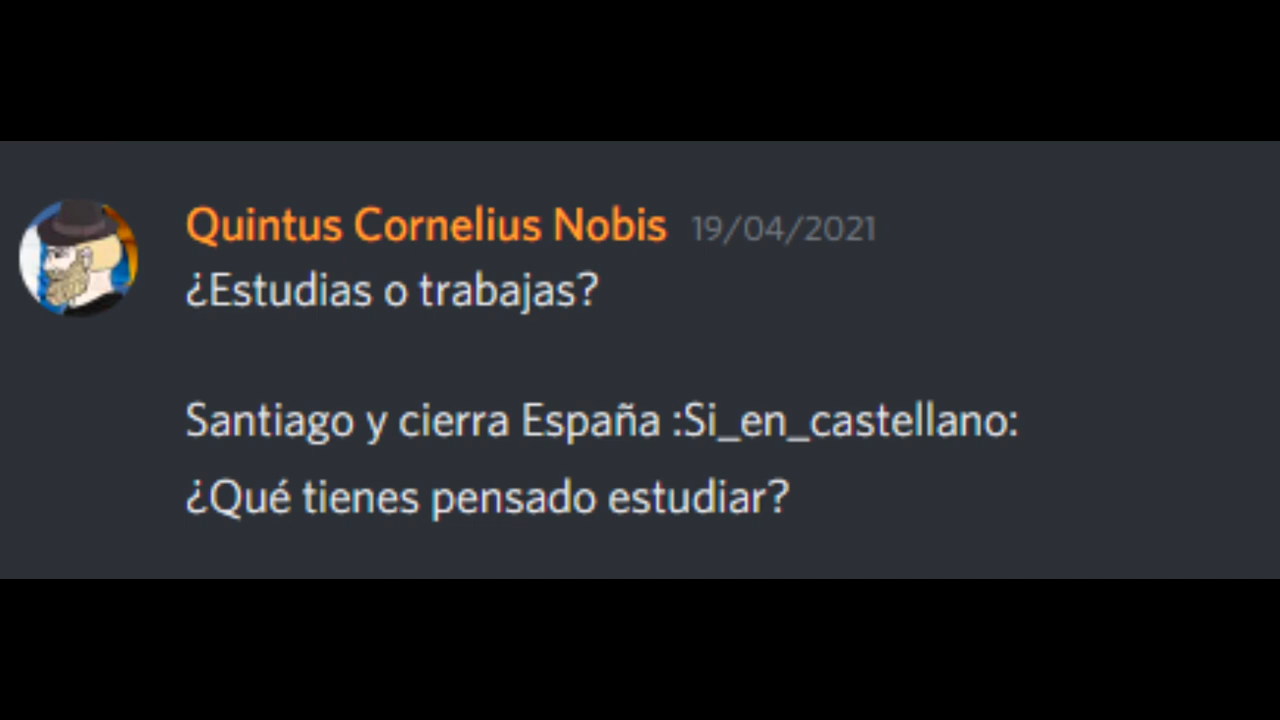 Quintus Cornelius Nobis 19/04/2021
¿Estudias o trabajas?
Santiago y cierra España :Si_en_castellano:
¿Qué tienes pensado estudiar?